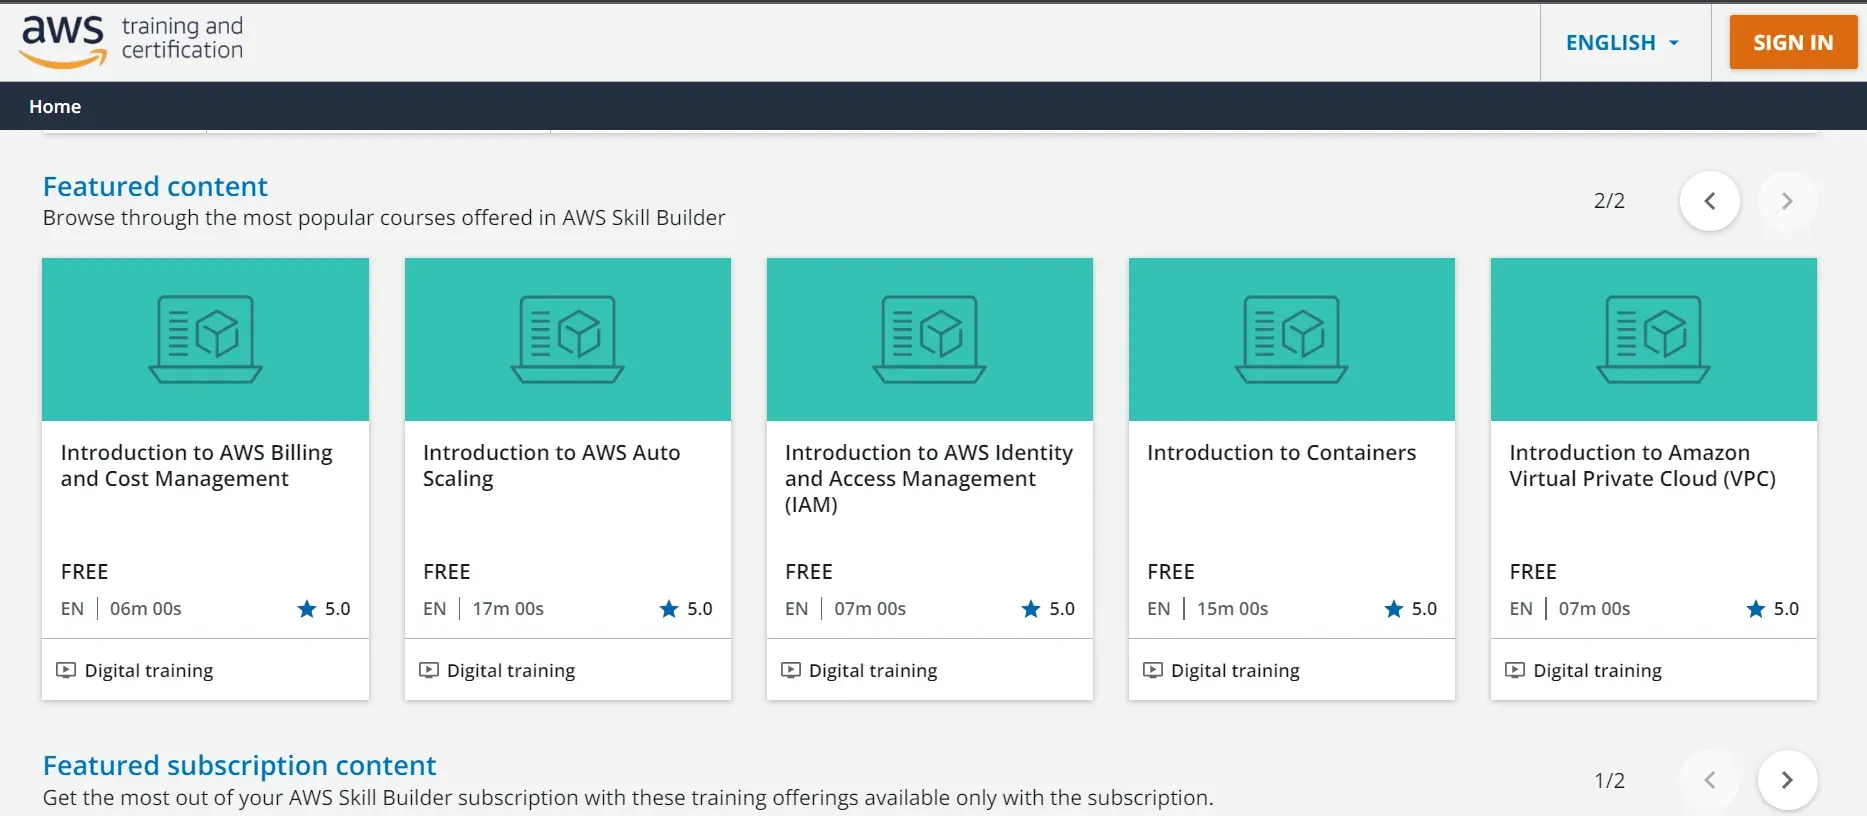 aws training and
certification
ENGLISH
SIGN IN
Home
Featured content
Browse through the most popular courses offered in AWS Skill Builder
2/2
Introduction to AWS Billing
and Cost Management
FREE
EN | 06m 00s
5.0
Digital training
Introduction to AWS Auto
Scaling
FREE
EN | 17m 00s
5.0
Digital training
Introduction to AWS Identity
and Access Management
(IAM)
FREE
EN | 07m 00s
5.0
Digital training
Introduction to Containers
FREE
EN | 15m 00s
5.0
Digital training
Introduction to Amazon
Virtual Private Cloud (VPC)
FREE
EN | 07m 00s
5.0
Digital training
Featured subscription content
Get the most out of your AWS Skill Builder subscription with these training offerings available only with the subscription.
1/2